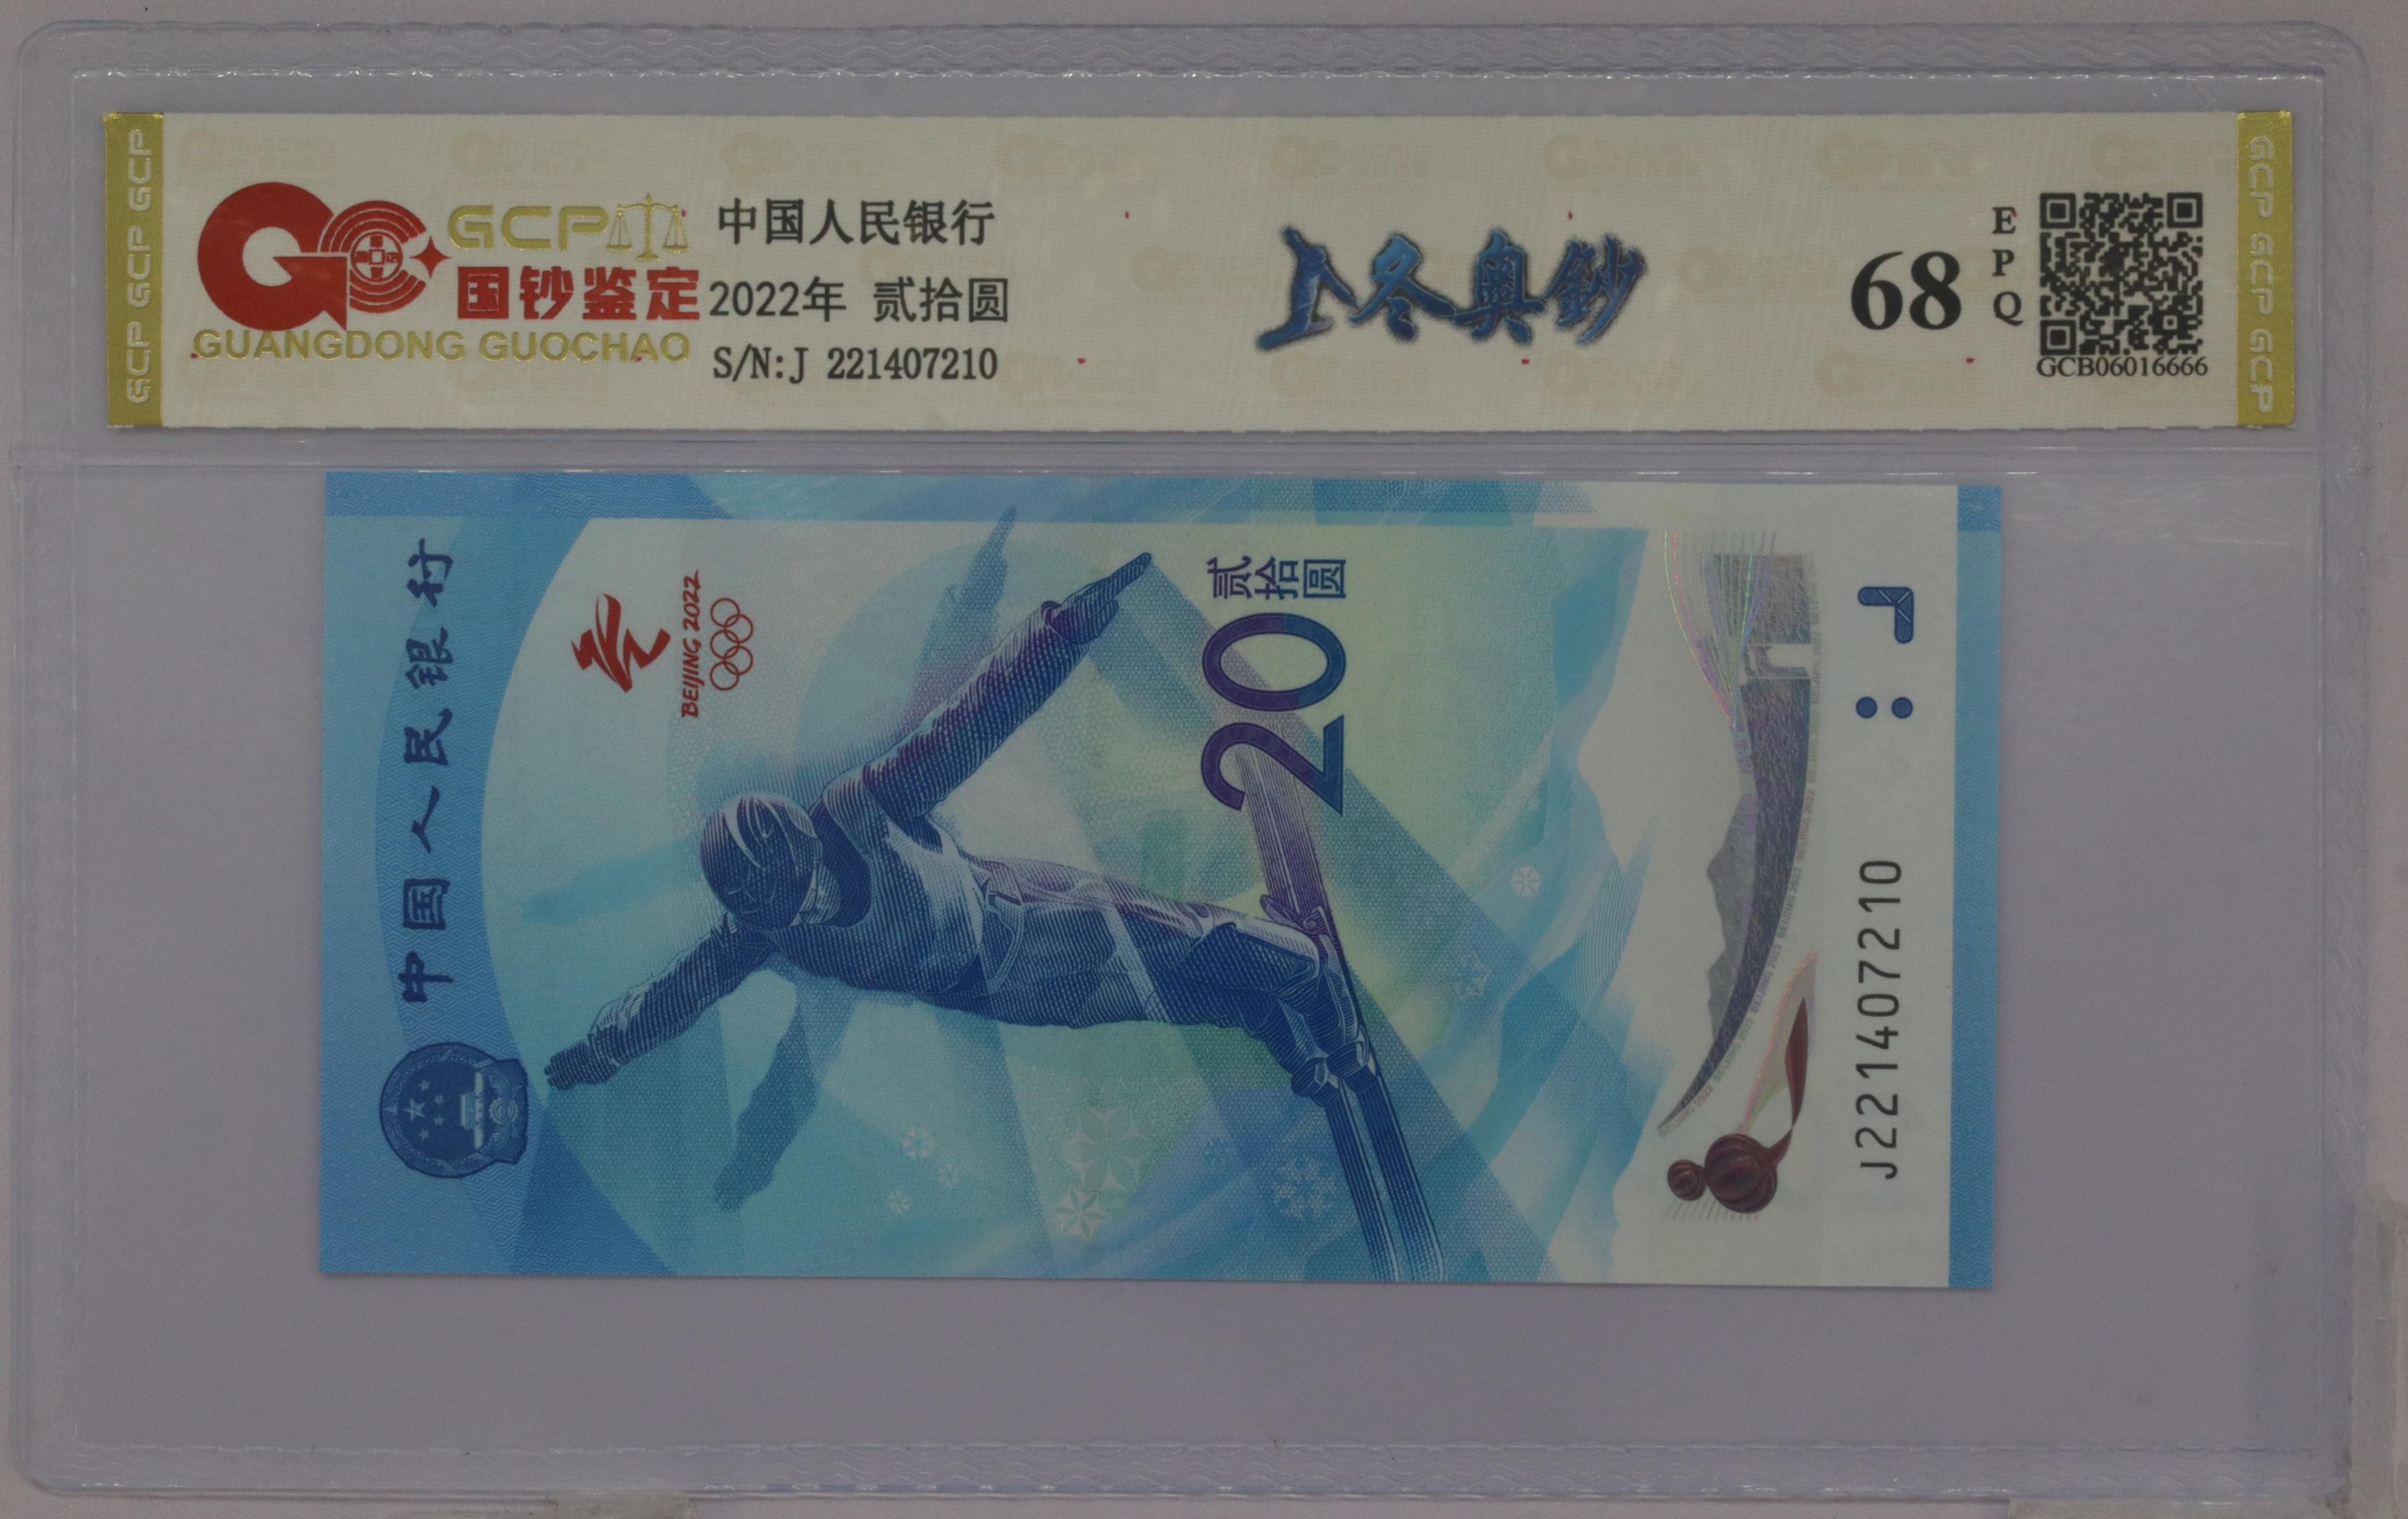 GCP GCP GCP
GCP
国钞鉴定
GUANGDONG GUOCHAO
中国人民银行
2022年 贰拾圆
S/N:J 221407210
冬奥鈔
68
EPQ
GCB06016666
GCP GCP GCP
中国人民银行
BEIJING 2022
贰拾圆
20
J221407210